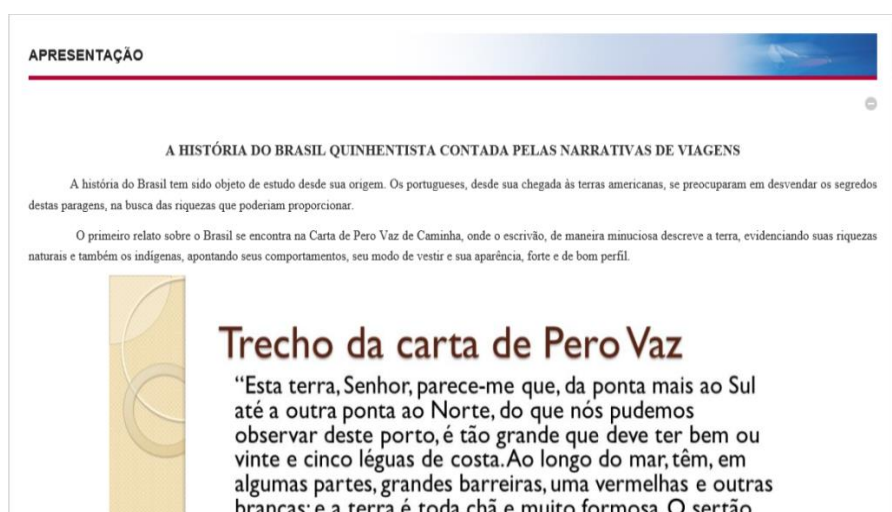 APRESENTAÇÃO
A HISTÓRIA DO BRASIL QUINHENTISTA CONTADA PELAS NARRATIVAS DE VIAGENS
A história do Brasil tem sido objeto de estudo desde sua origem. Os portugueses, desde sua chegada às terras americanas, se preocuparam em desvendar os segredos
destas paragens, na busca das riquezas que poderiam proporcionar.
O primeiro relato sobre o Brasil se encontra na Carta de Pero Vaz de Caminha, onde o escrivão, de maneira minuciosa descreve a terra, evidenciando suas riquezas
naturais e também os indígenas, apontando seus comportamentos, seu modo de vestir e sua aparência, forte e de bom perfil.
Trecho da carta de Pero Vaz
“Esta terra, Senhor, parece-me que, da ponta mais ao Sul
até a outra ponta ao Norte, do que nós pudemos
observar deste porto, é tão grande que deve ter bem ou
vinte e cinco léguas de costa. Ao longo do mar, têm, em
algumas partes, grandes barreiras, uma vermelhas e outras
brancas; e a terra é toda chã e muito formosa. O sertão